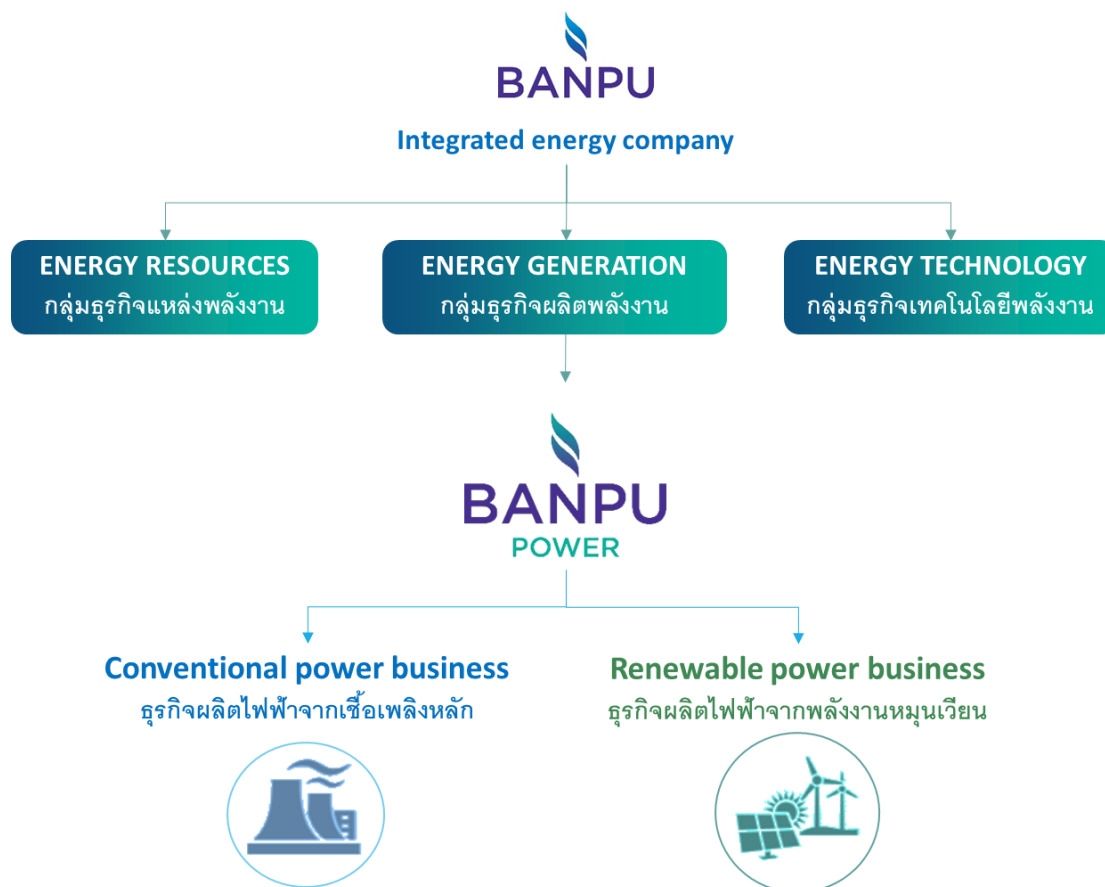 BANPU
Integrated energy company
ENERGY RESOURCES
กลุ่มธุรกิจแหล่งพลังงาน
ENERGY GENERATION
กลุ่มธุรกิจผลิตพลังงาน
ENERGY TECHNOLOGY
กลุ่มธุรกิจเทคโนโลยีพลังงาน
BANPU
POWER
Conventional power business
ธุรกิจผลิตไฟฟ้าจากเชื้อเพลิงหลัก
Renewable power business
ธุรกิจผลิตไฟฟ้าจากพลังงานหมุนเวียน